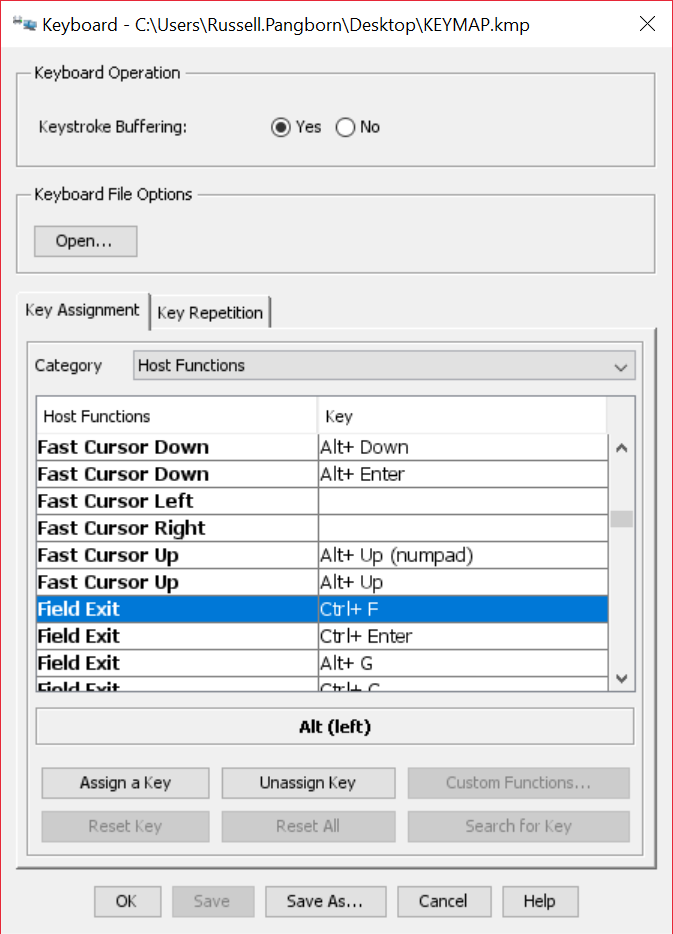 Keyboard - C:\Users\Russell.Pangborn\Desktop\KEYMAP.kmp
Keyboard Operation
Keystroke Buffering: Yes No
Keyboard File Options
Open...
Key Assignment Key Repetition
Category Host Functions
Host Functions Key
Fast Cursor Down Alt+ Down
Fast Cursor Down Alt+ Enter
Fast Cursor Left
Fast Cursor Right
Fast Cursor Up Alt+ Up (numpad)
Fast Cursor Up Alt+ Up
Field Exit Ctrl+ F
Field Exit Ctrl+ Enter
Field Exit Alt+ G
Field Exit Ctrl+
Alt (left)
Assign a Key Unassign Key Custom Functions...
Reset Key Reset All Search for Key
OK Save Save As... Cancel Help